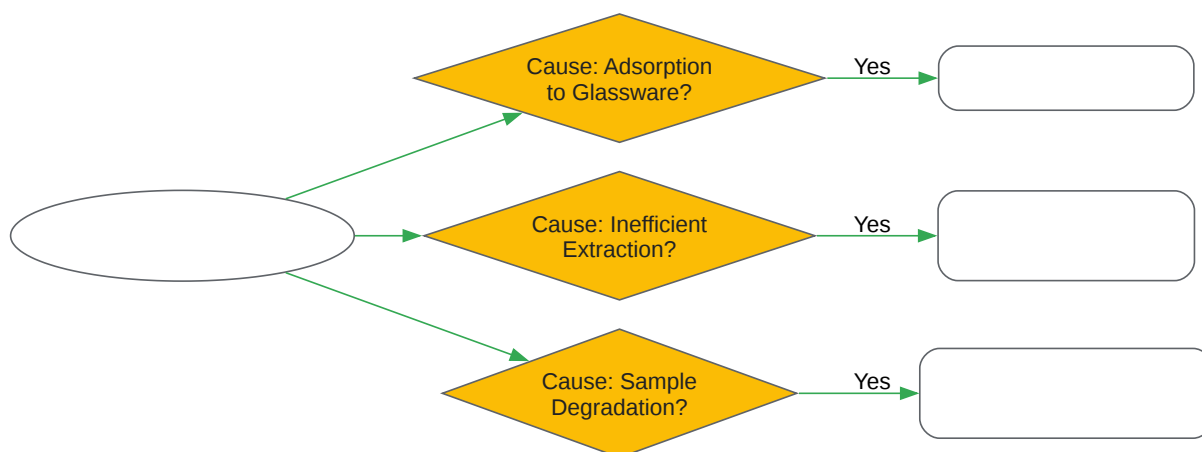 Cause: Adsorption
to Glassware?
Yes
Cause: Inefficient
Extraction?
Yes
Cause: Sample
Degradation?
Yes